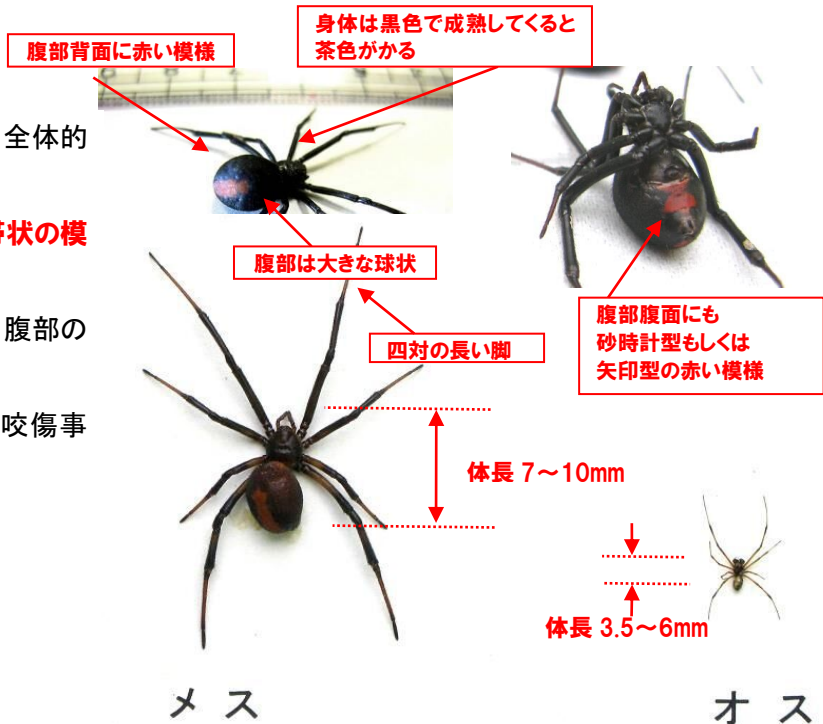 身体は黒色で成熟してくると
茶色がかる
腹部背面に赤い模様
全体的
状の模
腹部は大きな球状
腹部の
四対の長い脚
腹部腹面にも
砂時計型もしくは
矢印型の赤い模様
咬傷事
体長 7～10mm
体長 3.5～6mm
メス
オス